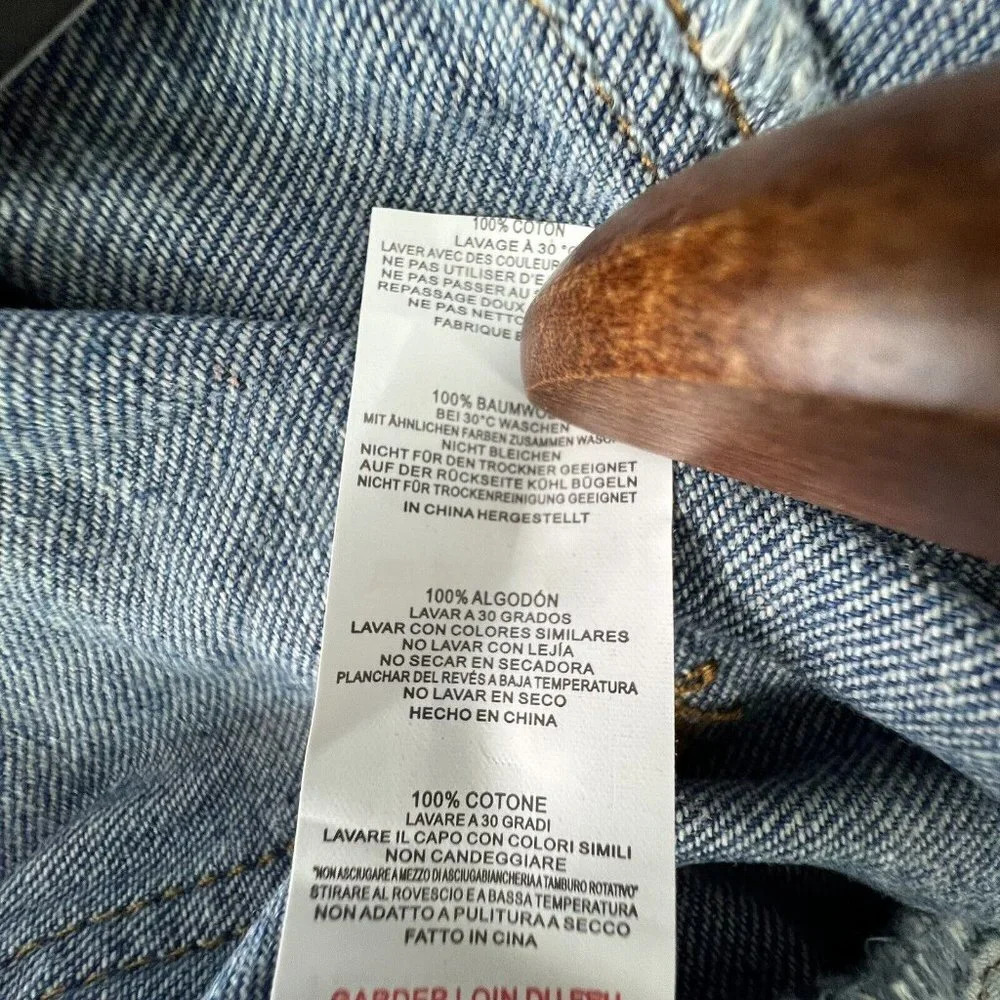 100% COTON
LAVAGE À 30 °
LAVER AVEC DES COULEUR
NE PAS UTILISER D'E
NE PAS PASSER AU
REPASSAGE DOUX
NE PAS NETTO
FABRIQUE E
100% BAUMWO
BEI 30°C WASCHEN
MIT ÄHNLICHEN FARBEN ZUSAMMEN WASC
NICHT BLEICHEN
NICHT FÜR DEN TROCKNER GEEIGNET
AUF DER RÜCKSEITE KÜHL BÜGELN
NICHT FÜR TROCKENREINIGUNG GEEIGNET
IN CHINA HERGESTELLT
100% ALGODÓN
LAVAR A 30 GRADOS
LAVAR CON COLORES SIMILARES
NO LAVAR CON LEJÍA
NO SECAR EN SECADORA
PLANCHAR DEL REVÉS A BAJA TEMPERATURA
NO LAVAR EN SECO
HECHO EN CHINA
100% COTONE
LAVARE A 30 GRADI
LAVARE IL CAPO CON COLORI SIMILI
NON CANDEGGIARE
"NON ASCIUGARE A MEZZO DI ASCIUGABIANCHERIA A TAMBURO ROTATIVO"
STIRARE AL ROVESCIO E A BASSA TEMPERATURA
NON ADATTO A PULITURA A SECCO
FATTO IN CINA
GARDER LOIN DU FEU